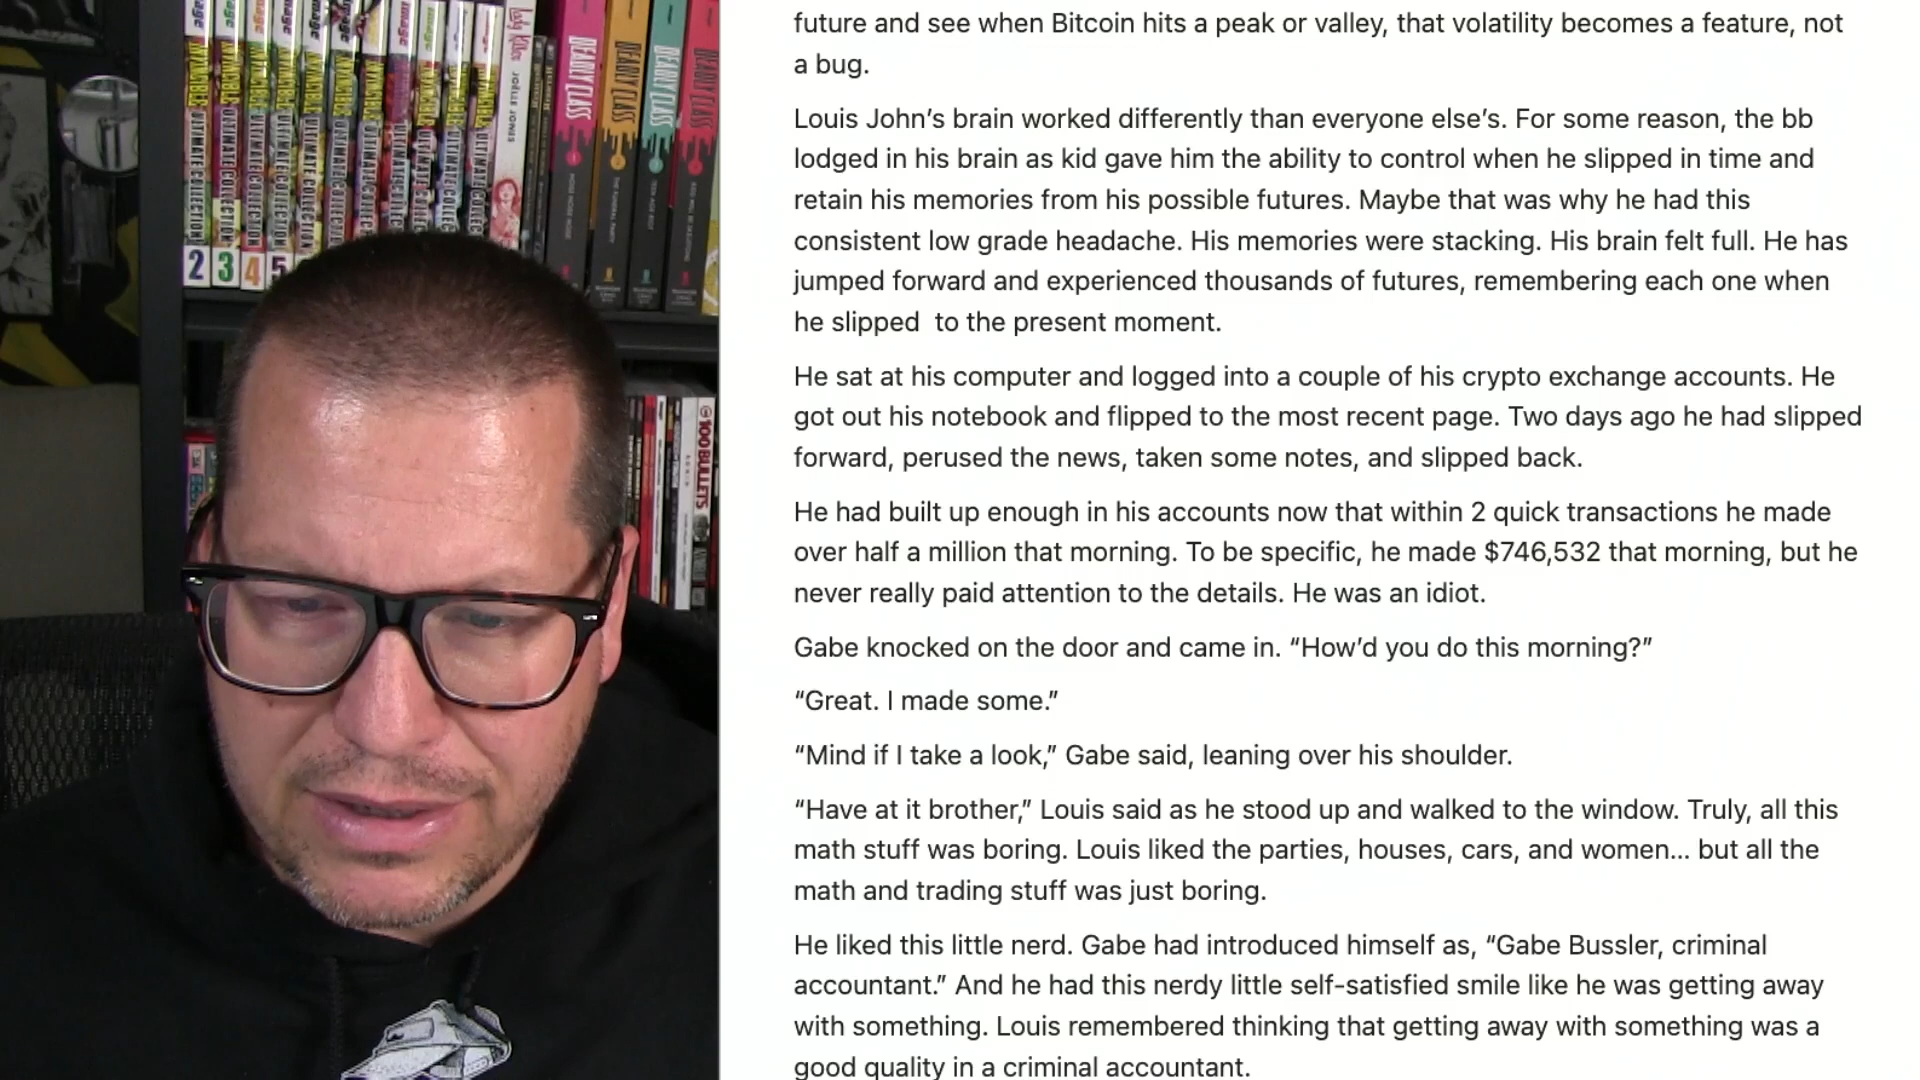 INVINCIBLE ULTIMATE COLLECTION
2
3
4
5
Lady Killer
JOËLLE JONES
DEADLY CLASS
DEADLY CLASS
DEADLY CLASS
DEADLY CLASS
100 BULLETS
future and see when Bitcoin hits a peak or valley, that volatility becomes a feature, not
a bug.
Louis John’s brain worked differently than everyone else’s. For some reason, the bb
lodged in his brain as kid gave him the ability to control when he slipped in time and
retain his memories from his possible futures. Maybe that was why he had this
consistent low grade headache. His memories were stacking. His brain felt full. He has
jumped forward and experienced thousands of futures, remembering each one when
he slipped  to the present moment.
He sat at his computer and logged into a couple of his crypto exchange accounts. He
got out his notebook and flipped to the most recent page. Two days ago he had slipped
forward, perused the news, taken some notes, and slipped back.
He had built up enough in his accounts now that within 2 quick transactions he made
over half a million that morning. To be specific, he made $746,532 that morning, but he
never really paid attention to the details. He was an idiot.
Gabe knocked on the door and came in. “How’d you do this morning?”
“Great. I made some.”
“Mind if I take a look,” Gabe said, leaning over his shoulder.
“Have at it brother,” Louis said as he stood up and walked to the window. Truly, all this
math stuff was boring. Louis liked the parties, houses, cars, and women... but all the
math and trading stuff was just boring.
He liked this little nerd. Gabe had introduced himself as, “Gabe Bussler, criminal
accountant.” And he had this nerdy little self-satisfied smile like he was getting away
with something. Louis remembered thinking that getting away with something was a
good quality in a criminal accountant.